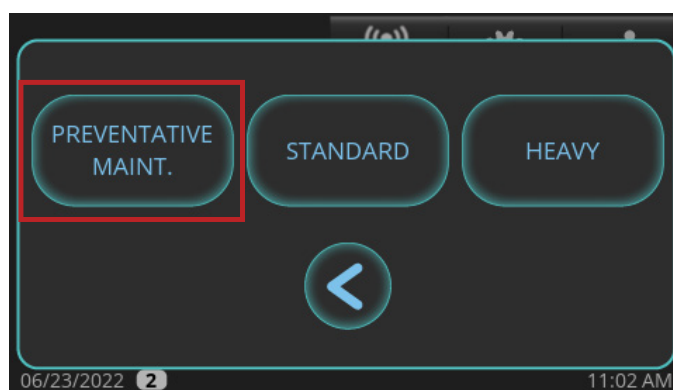 PREVENTATIVE
MAINT.
STANDARD
HEAVY
06/23/2022 2
11:02 AM